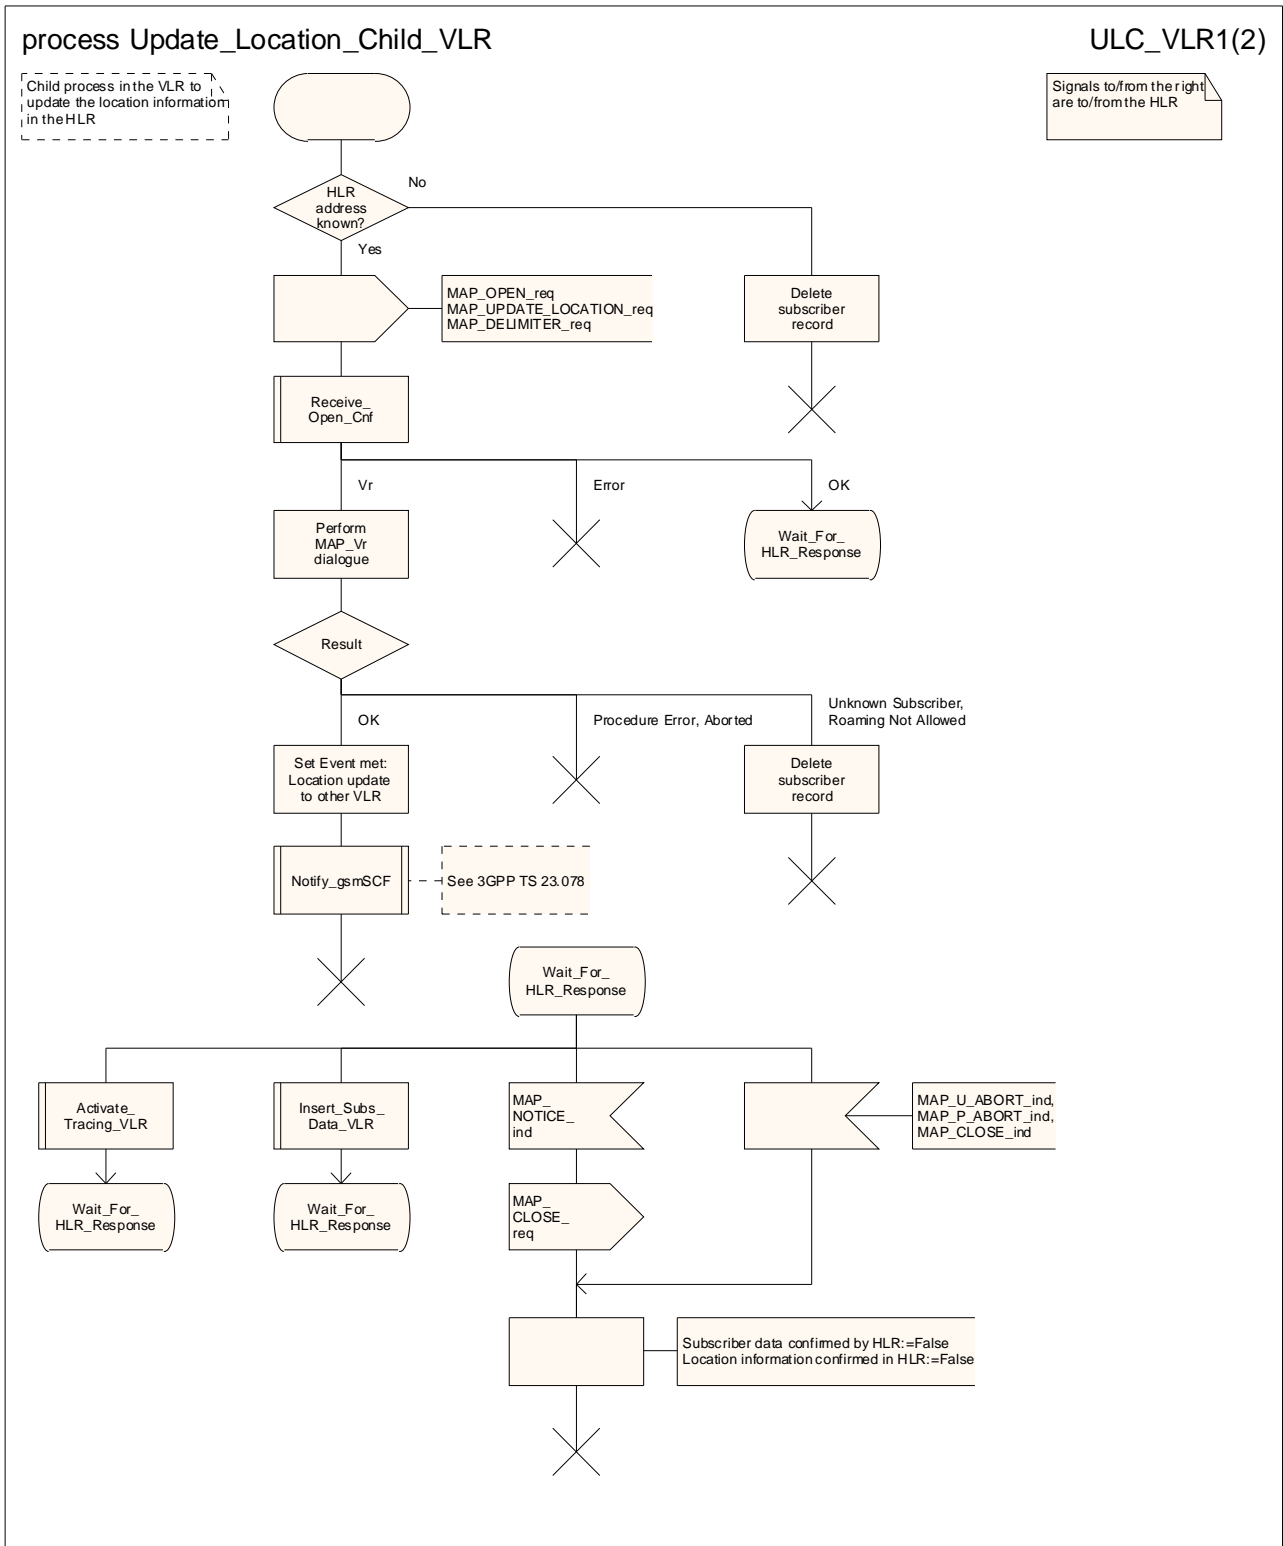 process Update_Location_Child_VLR
ULC_VLR1(2)
Child process in the VLR to
update the location information
in the HLR
Signals to/from the right
are to/from the HLR
HLR
address
known?
No
Yes
MAP_OPEN_req
MAP_UPDATE_LOCATION_req
MAP_DELIMITER_req
Delete
subscriber
record
Receive_
Open_Cnf
Vr
Error
OK
Perform
MAP_Vr
dialogue
Wait_For_
HLR_Response
Result
OK
Procedure Error, Aborted
Unknown Subscriber,
Roaming Not Allowed
Set Event met:
Location update
to other VLR
Delete
subscriber
record
Notify_gsmSCF
See 3GPP TS 23.078
Wait_For_
HLR_Response
Activate_
Tracing_VLR
Insert_Subs_
Data_VLR
MAP_
NOTICE_
ind
MAP_U_ABORT_ind,
MAP_P_ABORT_ind,
MAP_CLOSE_ind
Wait_For_
HLR_Response
Wait_For_
HLR_Response
MAP_
CLOSE_
req
Subscriber data confirmed by HLR:=False
Location information confirmed in HLR:=False